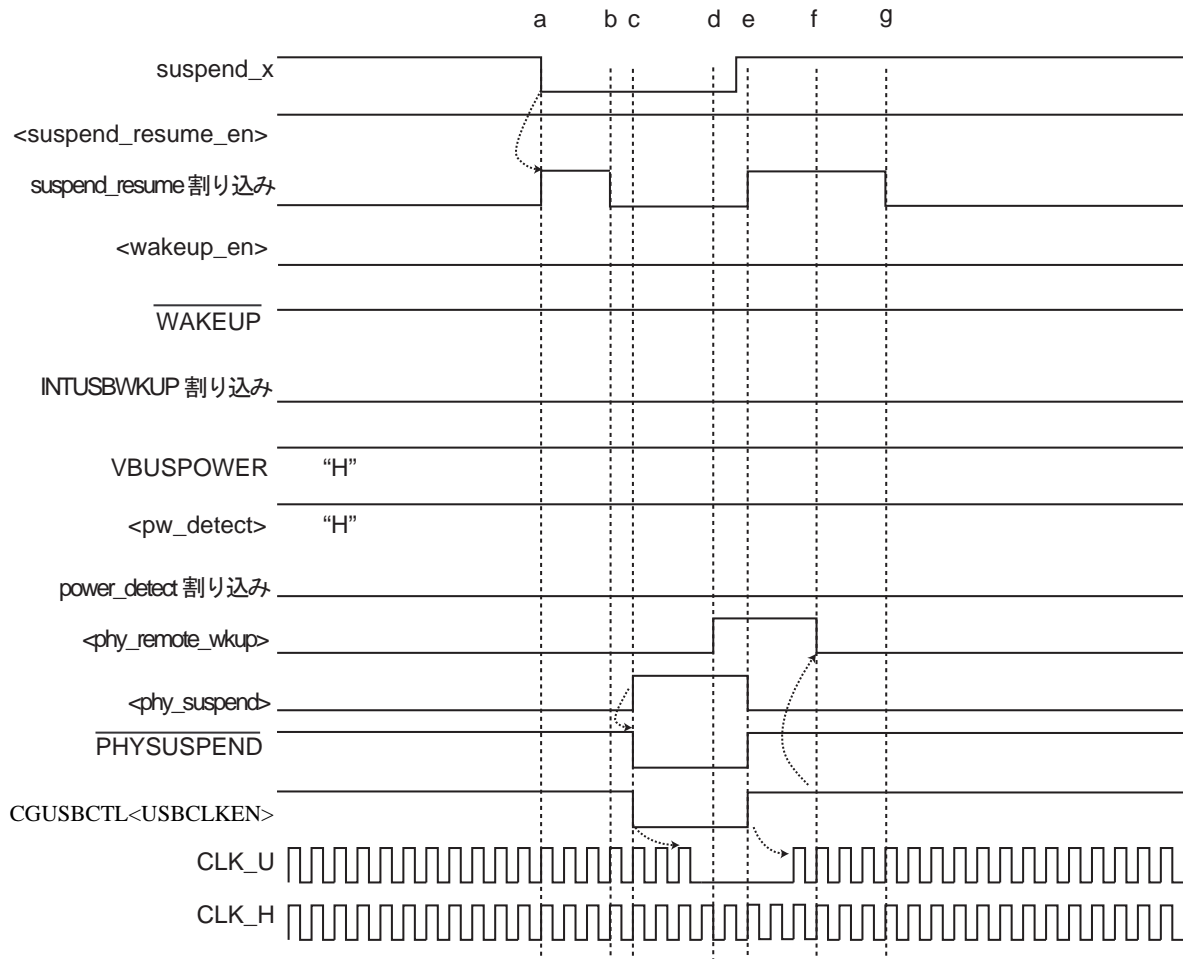 a b c d e f g
suspend_x
<suspend_resume_en>
suspend_resume 割り込み
<wakeup_en>
WAKEUP
INTUSBWKUP 割り込み
VBUSPOWER “H”
<pw_detect> “H”
power_detect 割り込み
<phy_remote_wkup>
<phy_suspend>
PHYSUSPEND
CGUSBCTL<USBCLKEN>
CLK_U
CLK_H